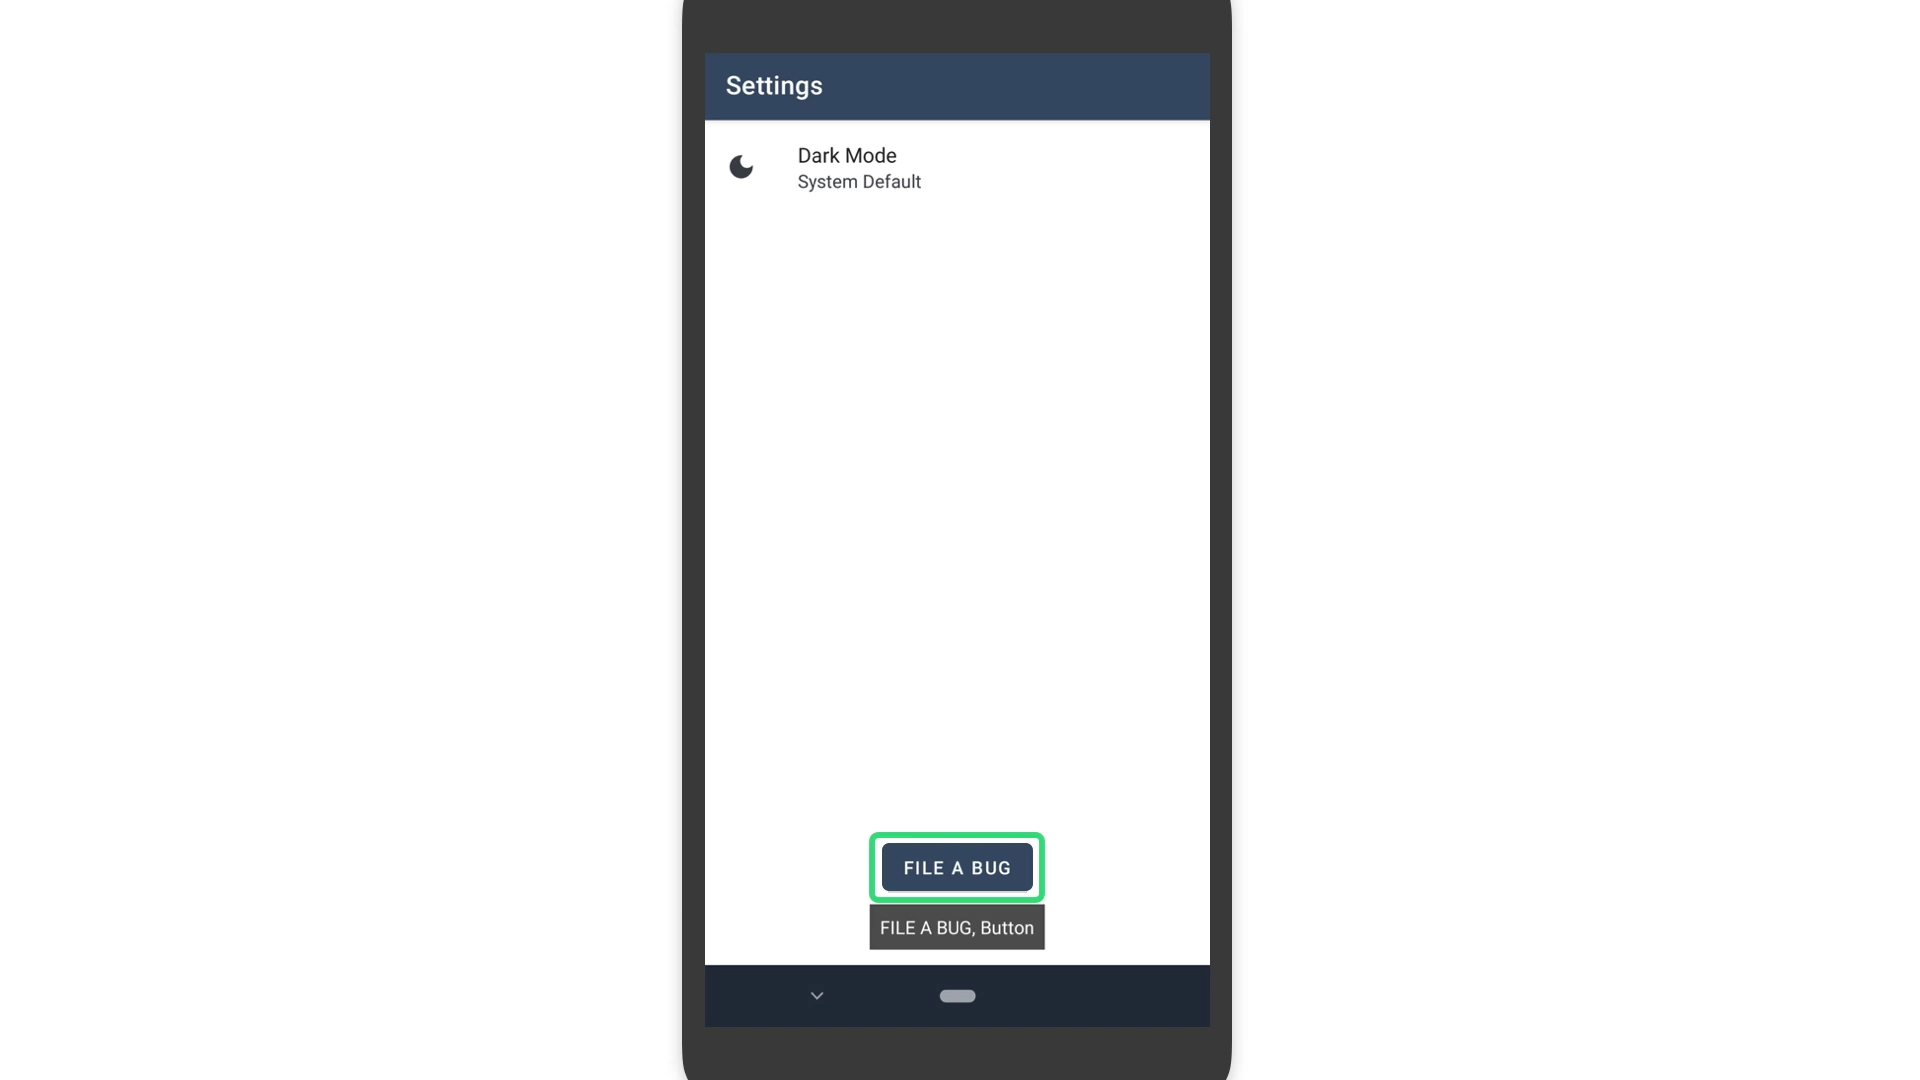 Settings
Dark Mode
System Default
FILE A BUG
FILE A BUG, Button